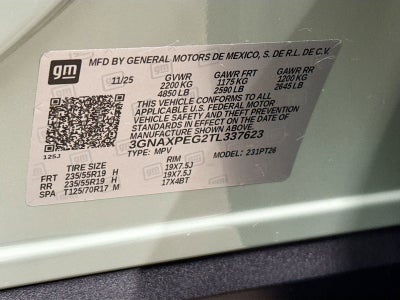 gm
MFD BY GENERAL MOTORS DE MEXICO, S. DE R.L. DE C.V.
11/25 GVWR GAWR FRT GAWR RR
2200 KG 1175 KG 1200 KG
4850 LB 2590 LB 2645 LB
THIS VEHICLE CONFORMS TO ALL
APPLICABLE U.S. FEDERAL MOTOR
VEHICLE SAFETY AND THEFT PREVENTION
STANDARDS IN EFFECT ON THE DATE OF
MANUFACTURE SHOWN ABOVE.
3GNAXPEG2TL337623
TYPE: MPV MODEL: 231PT26
125J
RIM
FRT 235/55R19 H 19X7.5J
RR 235/55R19 H 19X7.5J
SPA T125/70R17 M 17X4BT